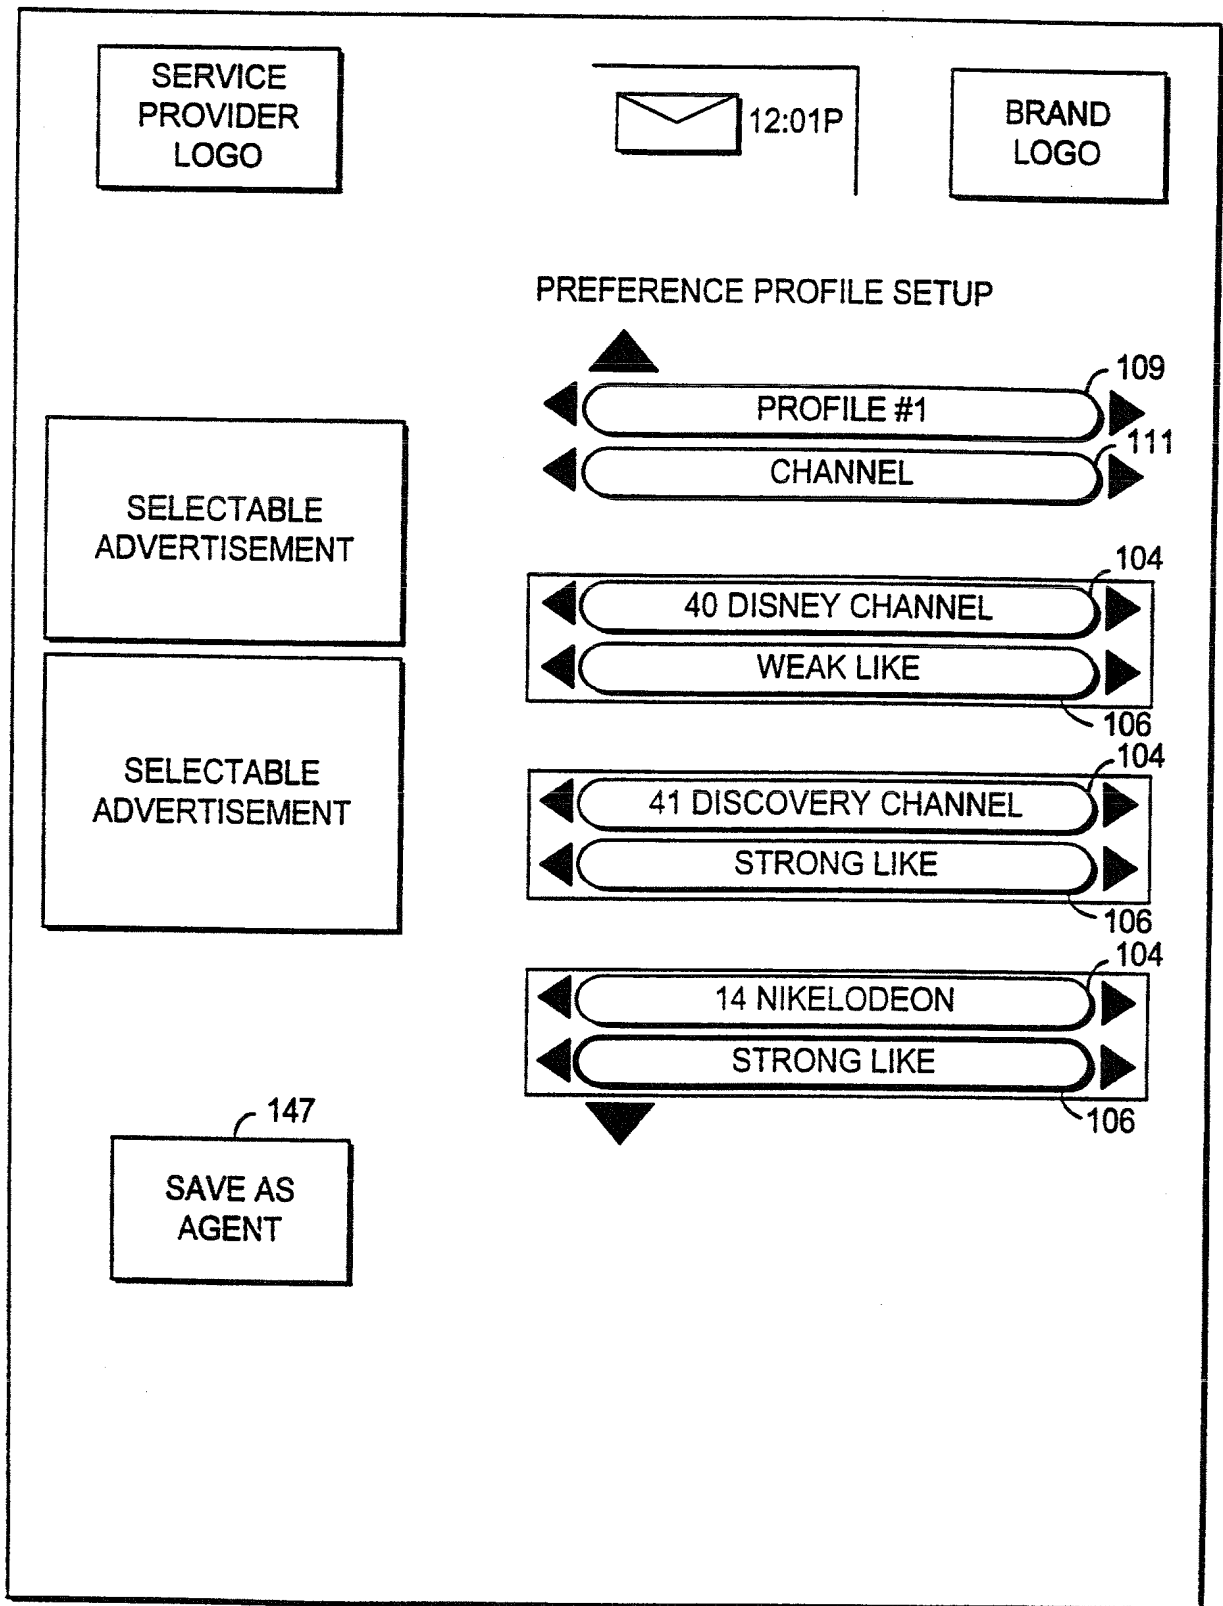 SERVICE
PROVIDER
LOGO
12:01P
BRAND
LOGO
PREFERENCE PROFILE SETUP
109
PROFILE #1
111
CHANNEL
SELECTABLE
ADVERTISEMENT
104
40 DISNEY CHANNEL
WEAK LIKE
106
SELECTABLE
ADVERTISEMENT
104
41 DISCOVERY CHANNEL
STRONG LIKE
106
104
14 NIKELODEON
STRONG LIKE
106
147
SAVE AS
AGENT